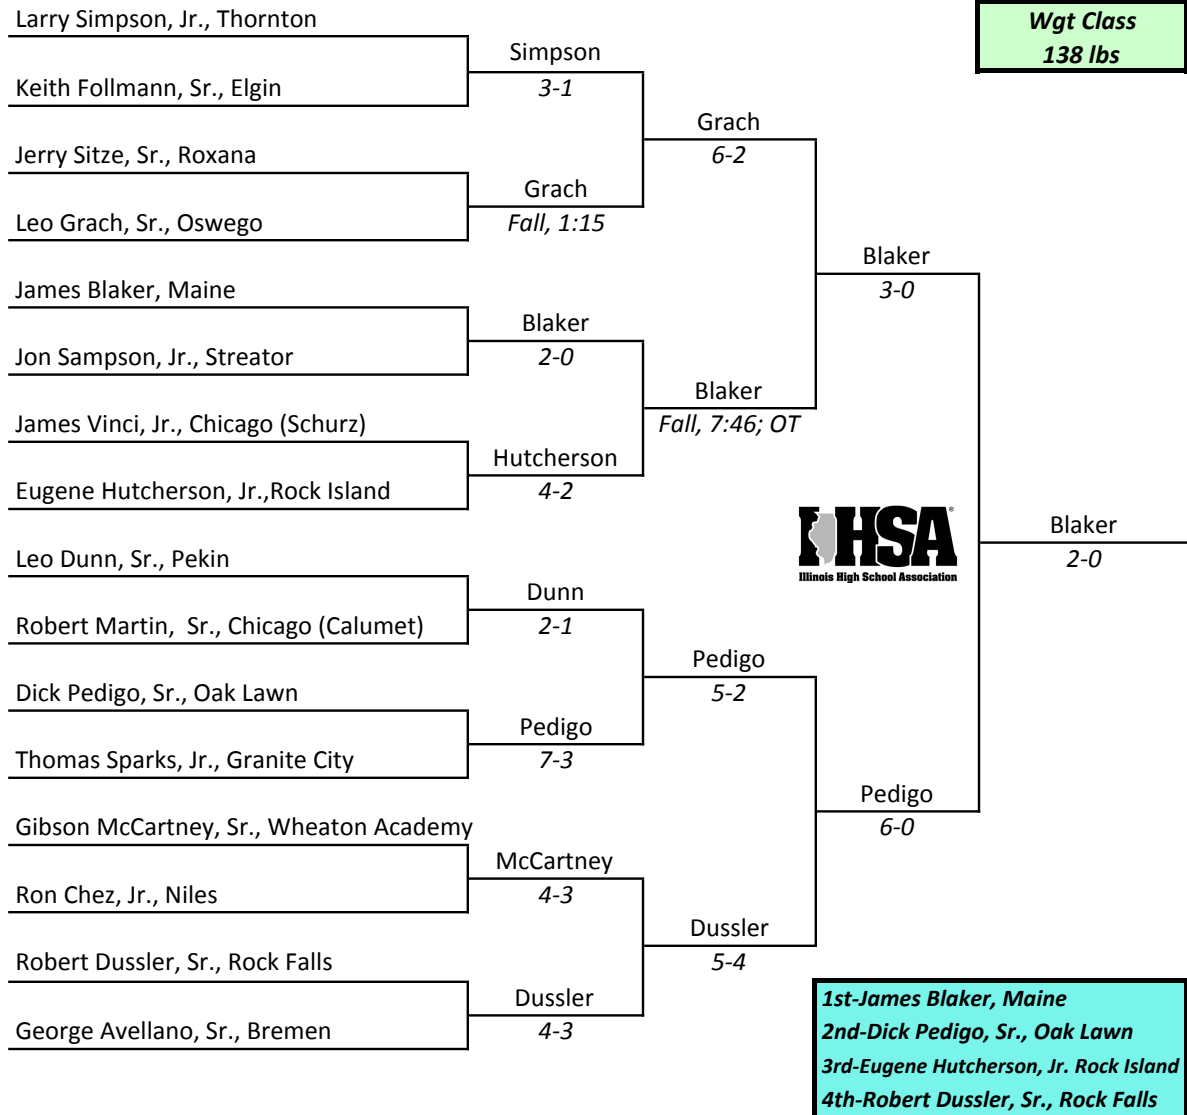 Larry Simpson, Jr., Thornton
Wgt Class
138 lbs
Simpson
3-1
Keith Follmann, Sr., Elgin
Grach
6-2
Jerry Sitze, Sr., Roxana
Grach
Fall, 1:15
Leo Grach, Sr., Oswego
Blaker
3-0
James Blaker, Maine
Blaker
2-0
Jon Sampson, Jr., Streator
Blaker
Fall, 7:46; OT
James Vinci, Jr., Chicago (Schurz)
Hutcherson
4-2
Eugene Hutcherson, Jr.,Rock Island
IHSA®
Illinois High School Association
Blaker
2-0
Leo Dunn, Sr., Pekin
Dunn
2-1
Robert Martin,  Sr., Chicago (Calumet)
Pedigo
5-2
Dick Pedigo, Sr., Oak Lawn
Pedigo
7-3
Thomas Sparks, Jr., Granite City
Pedigo
6-0
Gibson McCartney, Sr., Wheaton Academy
McCartney
4-3
Ron Chez, Jr., Niles
Dussler
5-4
Robert Dussler, Sr., Rock Falls
Dussler
4-3
George Avellano, Sr., Bremen
1st-James Blaker, Maine
2nd-Dick Pedigo, Sr., Oak Lawn
3rd-Eugene Hutcherson, Jr. Rock Island
4th-Robert Dussler, Sr., Rock Falls